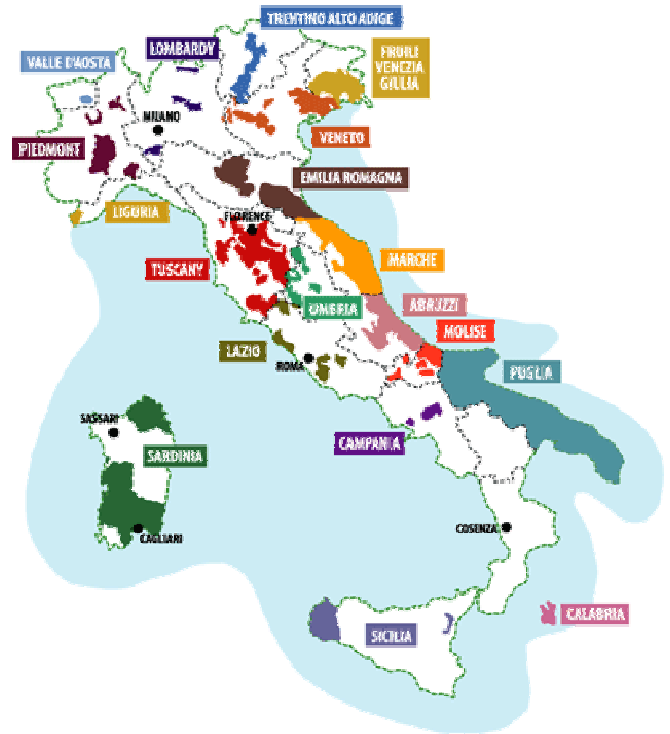 TRENTINO ALTO ADIGE
LOMBARDY
FRUILI
VENEZIA
GIULIA
VALLE D'AOSTA
MILANO
VENETO
PIEDMONT
EMILIA ROMAGNA
LIGURIA
FLORENCE
MARCHE
TUSCANY
UMBRIA
ABRUZZI
MOLISE
LAZIO
ROMA
PUGLIA
SASSARI
CAMPANIA
SARDINIA
COSENZA
CAGLIARI
CALABRIA
SICILIA